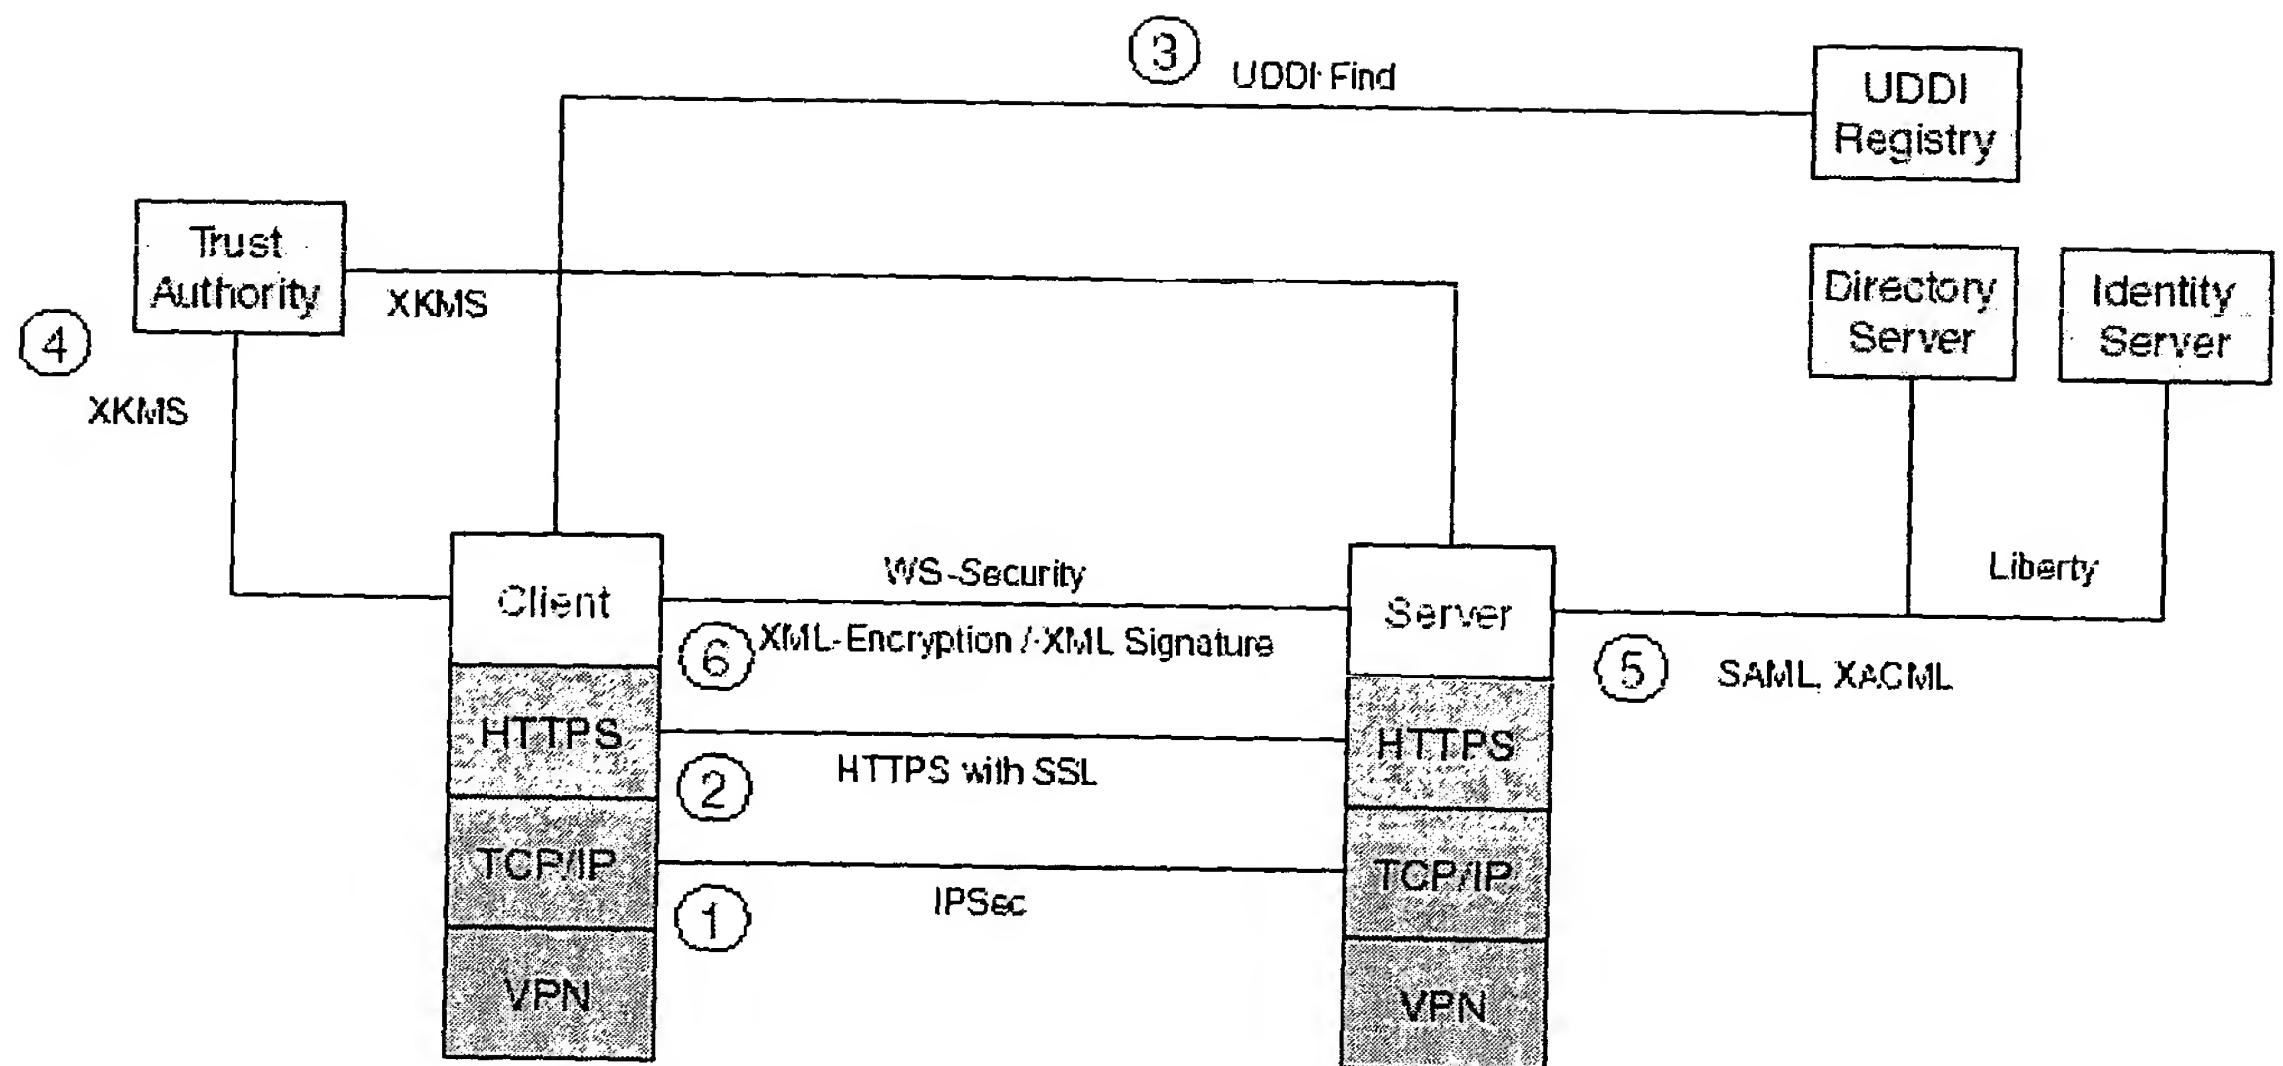 3
UDDI Find
UDDI
Registry
Trust
Authority
XKMS
4
XKMS
Directory
Server
Identity
Server
Client
WS-Security
6
XML-Encryption / XML Signature
Server
Liberty
5
SAML, XACML
HTTPS
2
HTTPS with SSL
HTTPS
TCP/IP
1
IPSec
TCP/IP
VPN
VPN